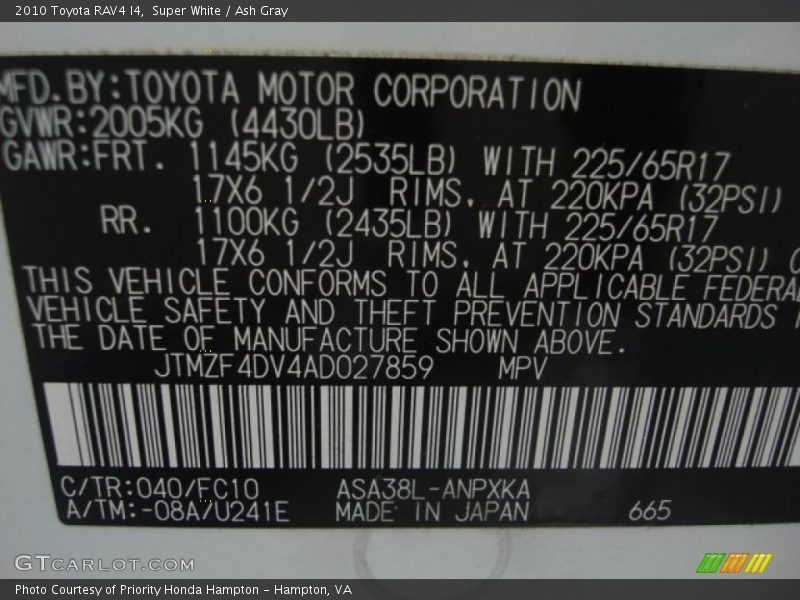 2010 Toyota RAV4 I4, Super White / Ash Gray
MFD.BY:TOYOTA MOTOR CORPORATION
GVWR:2005KG (4430LB)
GAWR:FRT. 1145KG (2535LB) WITH 225/65R17
17X6 1/2J RIMS, AT 220KPA (32PSI)
RR. 1100KG (2435LB) WITH 225/65R17
17X6 1/2J RIMS, AT 220KPA (32PSI) (
THIS VEHICLE CONFORMS TO ALL APPLICABLE FEDERA
VEHICLE SAFETY AND THEFT PREVENTION STANDARDS
THE DATE OF MANUFACTURE SHOWN ABOVE.
JTMZF4DV4AD027859 MPV
C/TR:040/FC10 ASA38L-ANPXKA
A/TM:-08A/U241E MADE IN JAPAN 665
GTCARLOT.COM
Photo Courtesy of Priority Honda Hampton - Hampton, VA